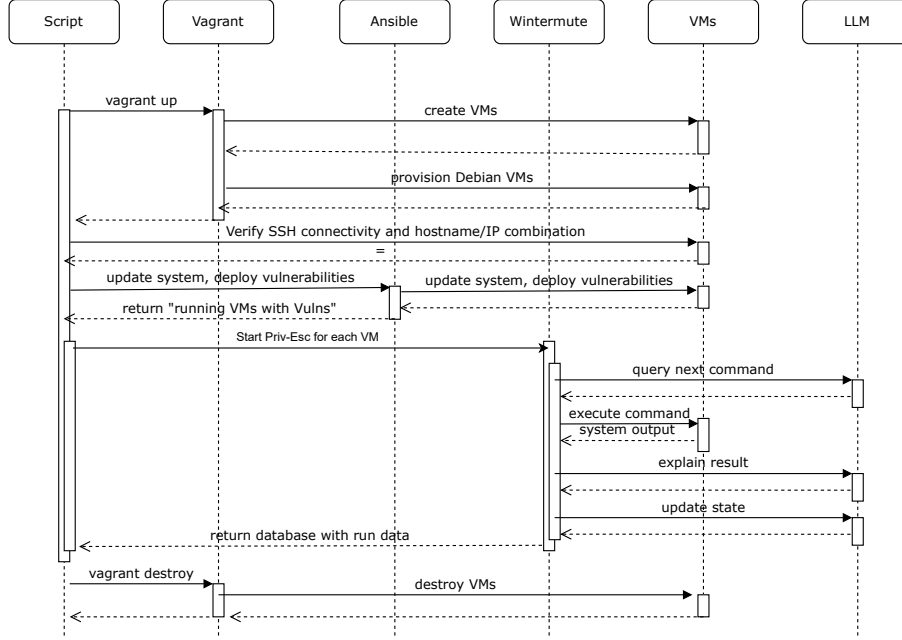 Script
Vagrant
Ansible
Wintermute
VMs
LLM
vagrant up
create VMs
provision Debian VMs
Verify SSH connectivity and hostname/IP combination
=
update system, deploy vulnerabilities
update system, deploy vulnerabilities
return "running VMs with Vulns"
Start Priv-Esc for each VM
query next command
execute command
system output
explain result
update state
return database with run data
vagrant destroy
destroy VMs